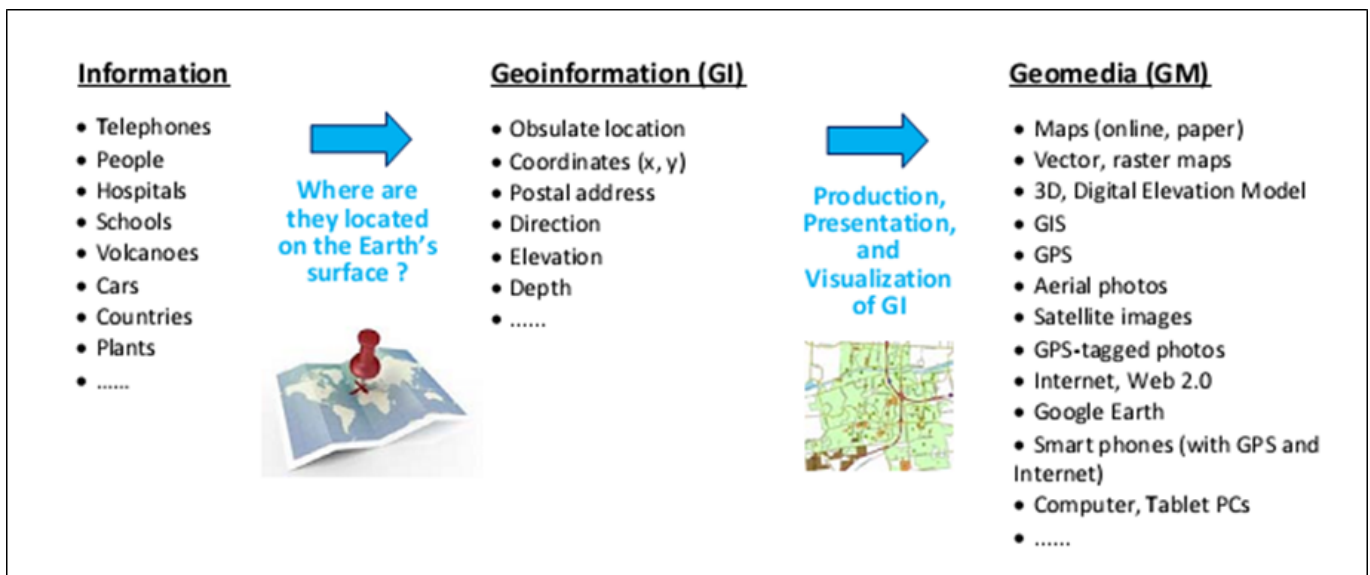 Information
• Telephones
• People
• Hospitals
• Schools
• Volcanoes
• Cars
• Countries
• Plants
• ......
Where are
they located
on the Earth's
surface ?
Geoinformation (GI)
• Obsulate location
• Coordinates (x, y)
• Postal address
• Direction
• Elevation
• Depth
• ......
Production,
Presentation,
and
Visualization
of GI
Geomedia (GM)
• Maps (online, paper)
• Vector, raster maps
• 3D, Digital Elevation Model
• GIS
• GPS
• Aerial photos
• Satellite images
• GPS-tagged photos
• Internet, Web 2.0
• Google Earth
• Smart phones (with GPS and
Internet)
• Computer, Tablet PCs
• ......